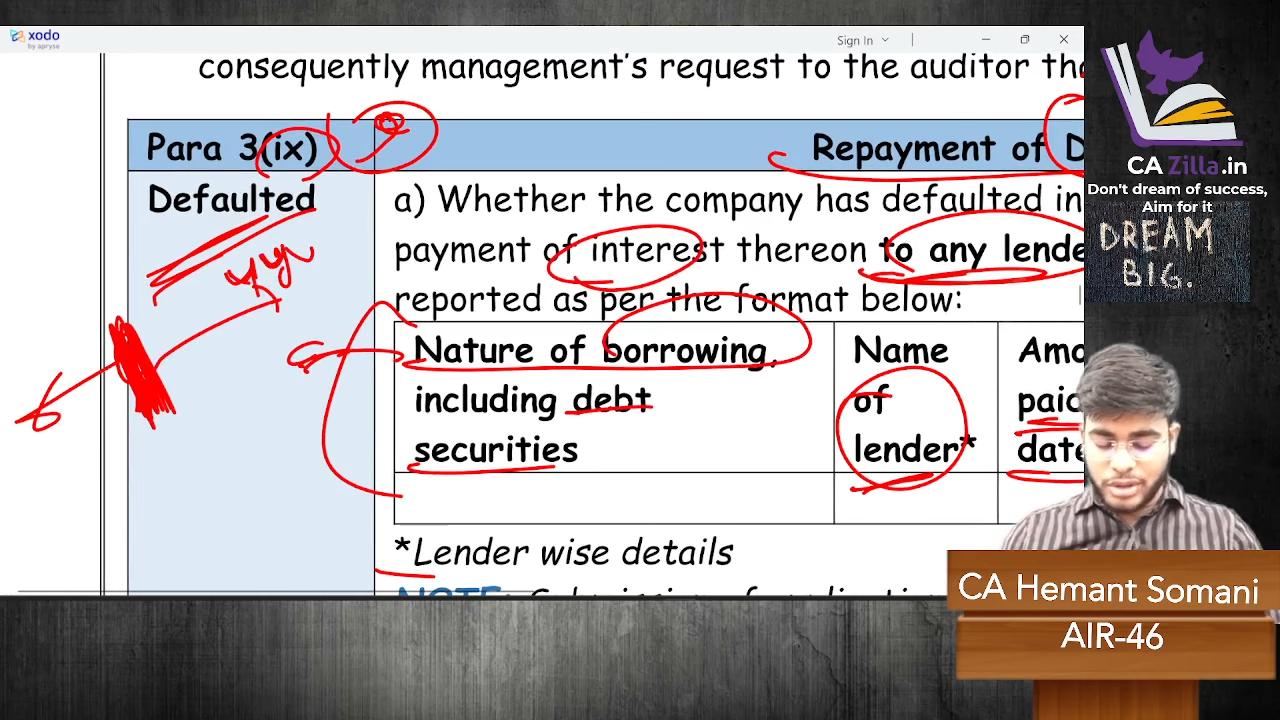 xodo
by apryse
Sign In
consequently management's request to the auditor
Para 3(ix)
9
Repayment of D
Defaulted
a) Whether the company has defaulted in
payment of interest thereon to any lende
reported as per the format below:
Nature of borrowing, including debt securities
Name of lender*
paid
date
*Lender wise details
CA Zilla.in
Don't dream of success,
Aim for it
DREAM
BIG.
CA Hemant Somani
AIR-46